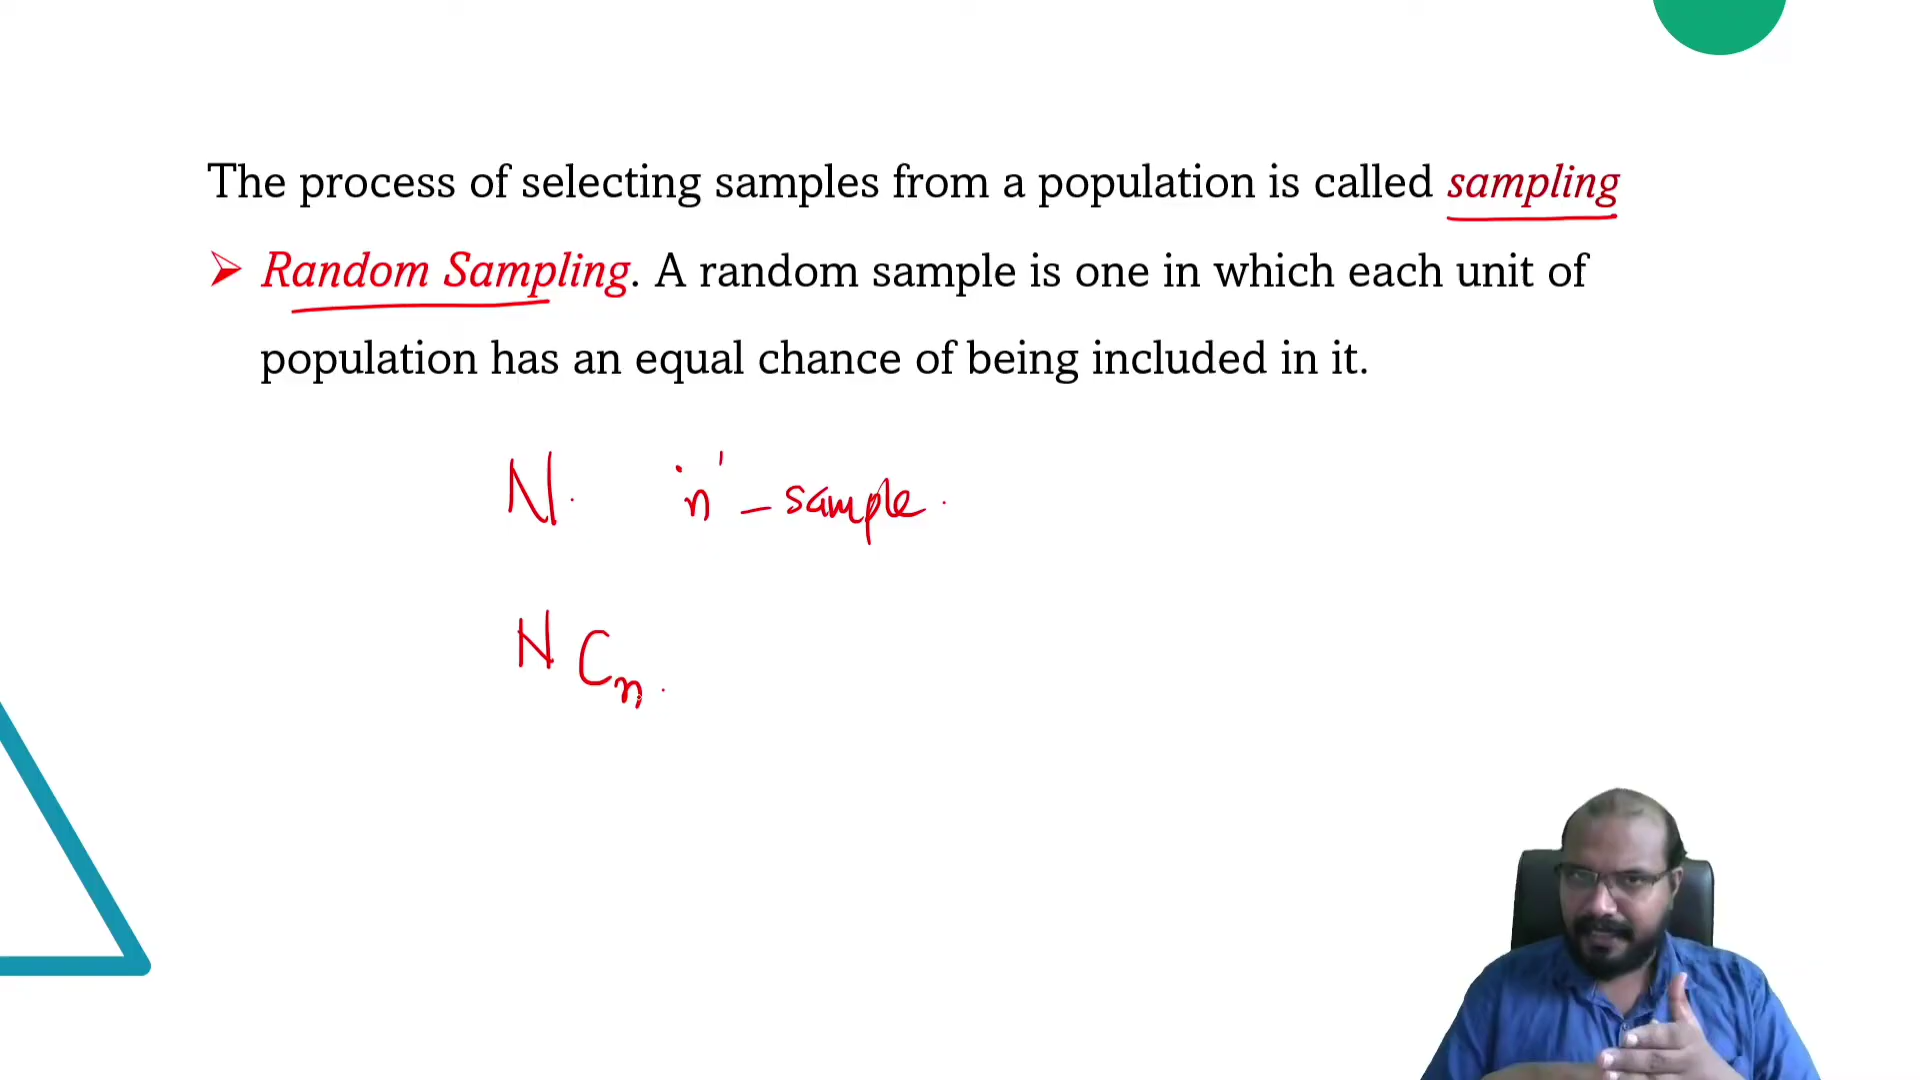 The process of selecting samples from a population is called sampling
➢ Random Sampling. A random sample is one in which each unit of
population has an equal chance of being included in it.
N. 'n' – sample.
N Cn.